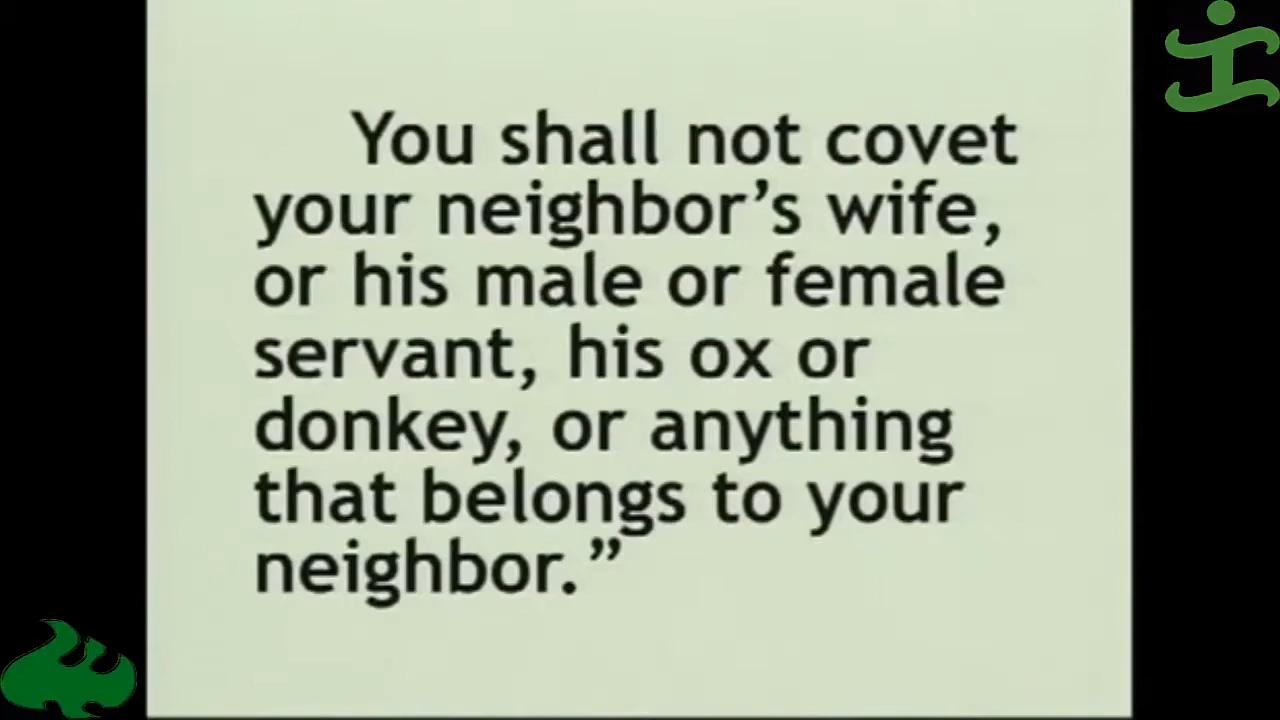 You shall not covet
your neighbor’s wife,
or his male or female
servant, his ox or
donkey, or anything
that belongs to your
neighbor.”